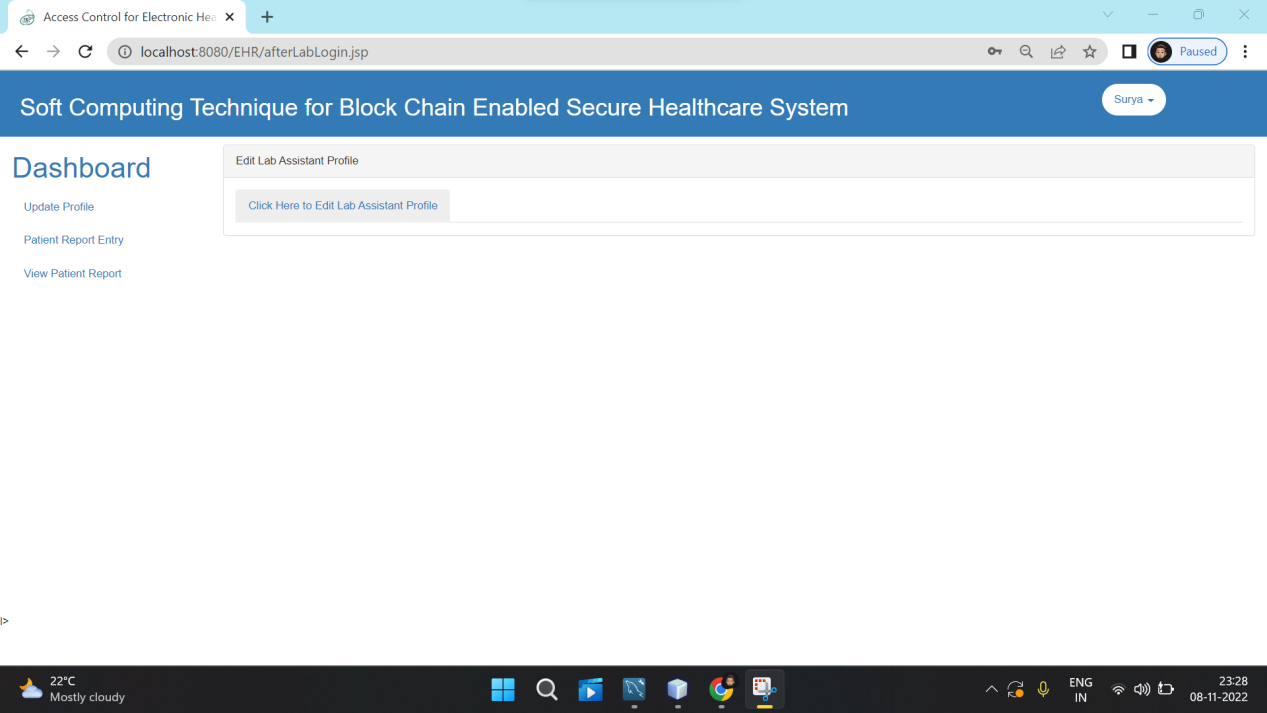 Access Control for Electronic Hea
localhost:8080/EHR/afterLabLogin.jsp
Paused
Soft Computing Technique for Block Chain Enabled Secure Healthcare System
Surya
Dashboard
Update Profile
Patient Report Entry
View Patient Report
Edit Lab Assistant Profile
Click Here to Edit Lab Assistant Profile
|>
22°C
Mostly cloudy
ENG
IN
23:28
08-11-2022